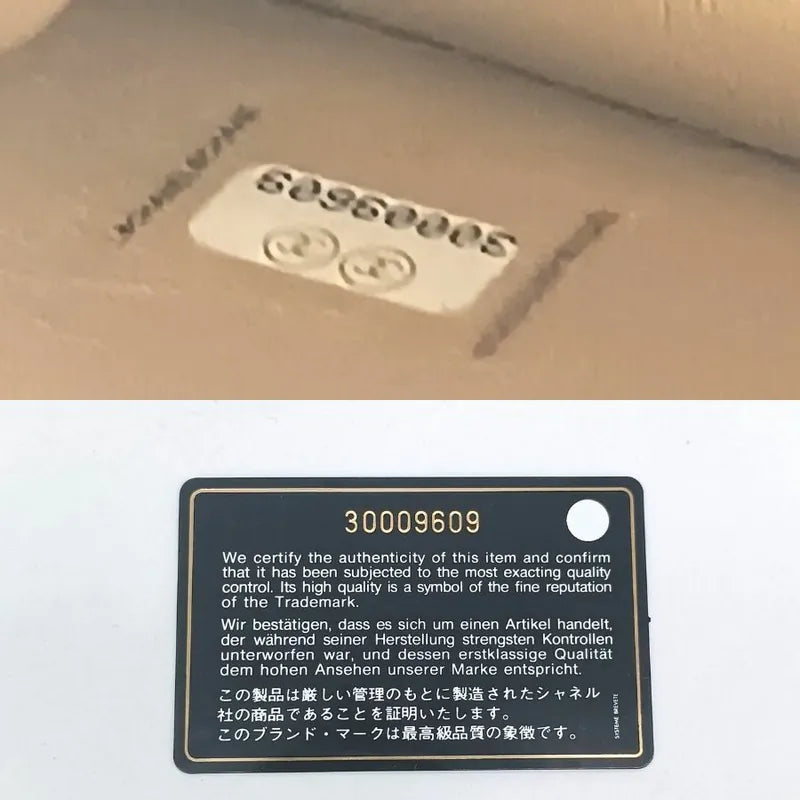 30009609
30009609
We certify the authenticity of this item and confirm
that it has been subjected to the most exacting quality
control. Its high quality is a symbol of the fine reputation
of the Trademark.
Wir bestätigen, dass es sich um einen Artikel handelt,
der während seiner Herstellung strengsten Kontrollen
unterworfen war, und dessen erstklassige Qualität
dem hohen Ansehen unserer Marke entspricht.
この製品は厳しい管理のもとに製造されたシャネル
社の商品であることを証明いたします。
このブランド・マークは最高級品質の象徴です。
SYSTEME BREVETE